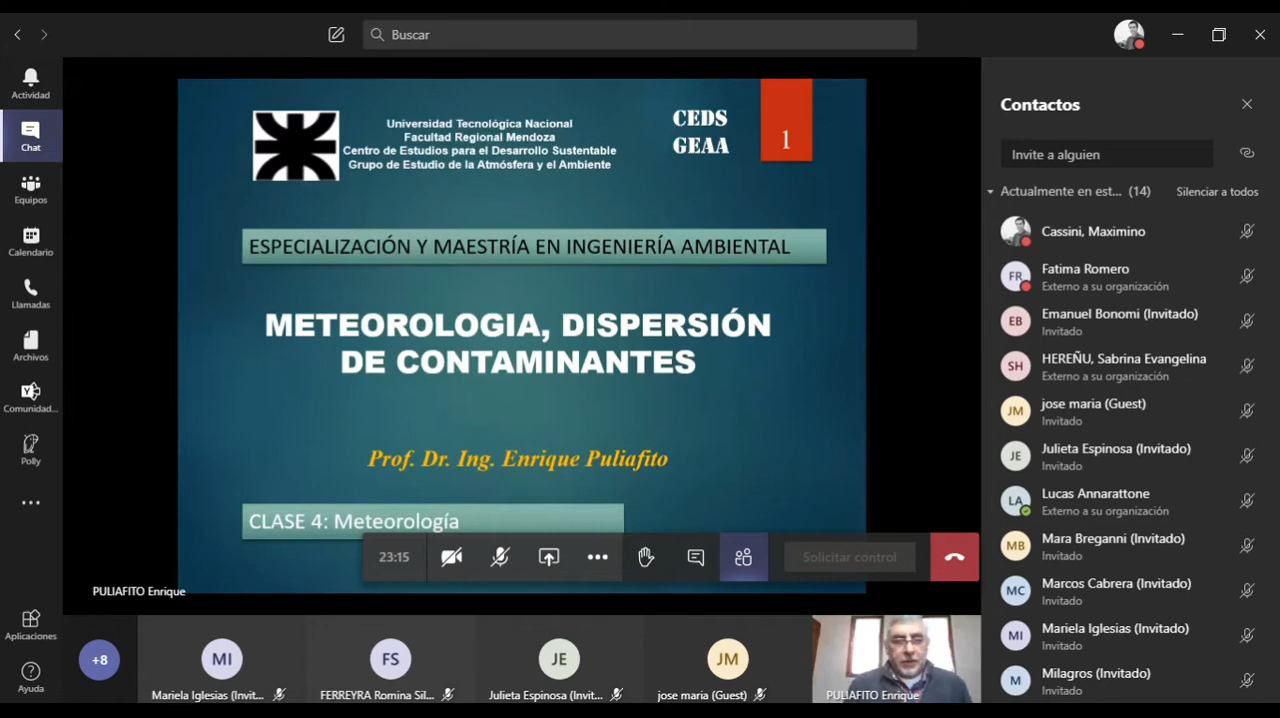 Buscar
Actividad
Chat
Equipos
Calendario
Llamadas
Archivos
Comunidad...
Polly
Aplicaciones
Ayuda
Universidad Tecnológica Nacional
Facultad Regional Mendoza
Centro de Estudios para el Desarrollo Sustentable
Grupo de Estudio de la Atmósfera y el Ambiente
CEDS
GEAA
1
ESPECIALIZACIÓN Y MAESTRÍA EN INGENIERÍA AMBIENTAL
METEOROLOGIA, DISPERSIÓN
DE CONTAMINANTES
Prof. Dr. Ing. Enrique Puliafito
CLASE 4: Meteorología
23:15
Solicitar control
PULIAFITO Enrique
+8
MI
Mariela Iglesias (Invit...
FS
FERREYRA Romina Sil...
JE
Julieta Espinosa (Invit...
JM
jose maria (Guest)
PULIAFITO Enrique
Contactos
Invite a alguien
Actualmente en est... (14)
Silenciar a todos
Cassini, Maximino
FR
Fatima Romero
Externo a su organización
EB
Emanuel Bonomi (Invitado)
Invitado
SH
HEREÑU, Sabrina Evangelina
Externo a su organización
JM
jose maria (Guest)
Invitado
JE
Julieta Espinosa (Invitado)
Invitado
LA
Lucas Annarattone
Externo a su organización
MB
Mara Breganni (Invitado)
Invitado
MC
Marcos Cabrera (Invitado)
Invitado
MI
Mariela Iglesias (Invitado)
Invitado
M
Milagros (Invitado)
Invitado